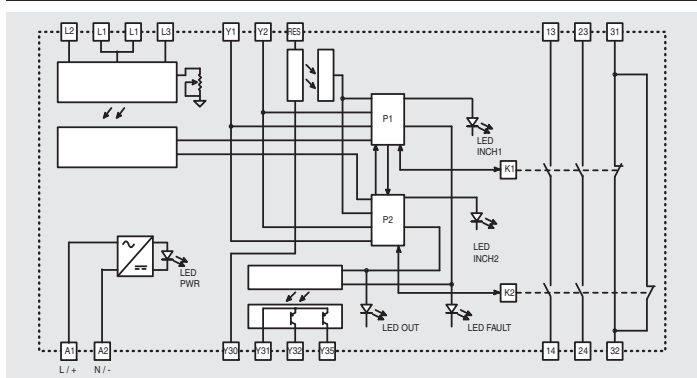 L2 L1 L1 L3 Y1 Y2 RES 13 23 31
P1
LED
INCH1
K1
P2
LED
INCH2
LED
PWR
K2
LED OUT LED FAULT
A1 A2 Y30 Y31 Y32 Y35 14 24 32
L / + N / -